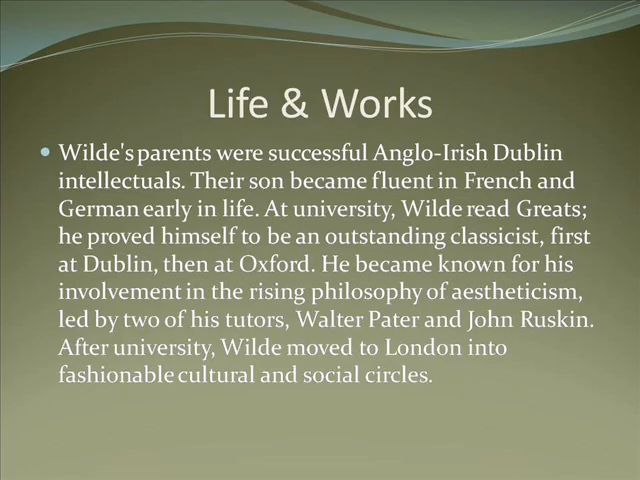 Life & Works
• Wilde's parents were successful Anglo-Irish Dublin
intellectuals. Their son became fluent in French and
German early in life. At university, Wilde read Greats;
he proved himself to be an outstanding classicist, first
at Dublin, then at Oxford. He became known for his
involvement in the rising philosophy of aestheticism,
led by two of his tutors, Walter Pater and John Ruskin.
After university, Wilde moved to London into
fashionable cultural and social circles.